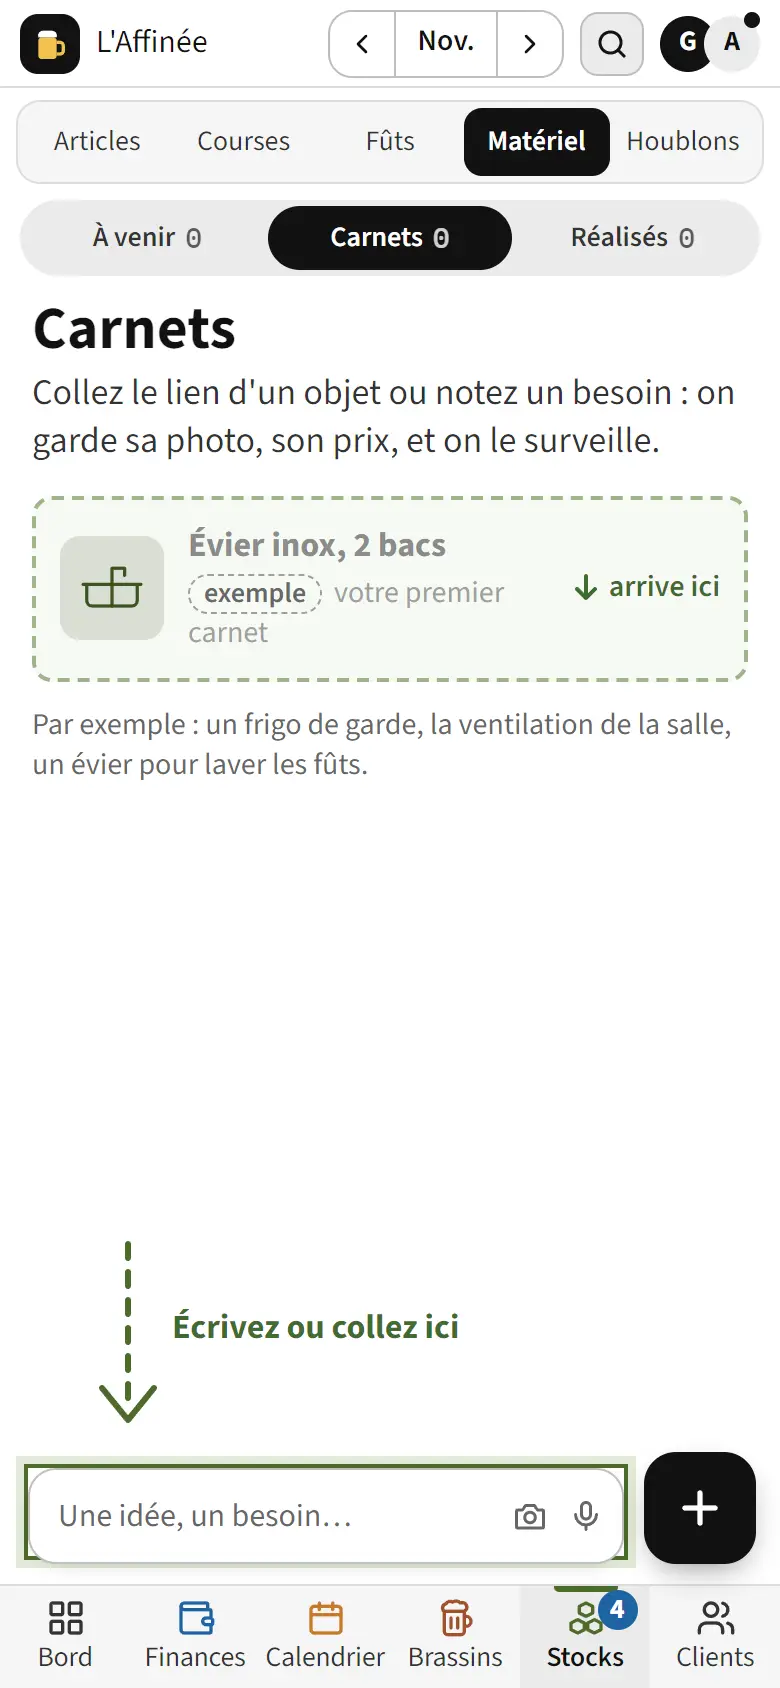 L'Affinée
Nov.
G
A
Articles
Courses
Fûts
Matériel
Houblons
À venir 0
Carnets 0
Réalisés 0
Carnets
Collez le lien d'un objet ou notez un besoin : on
garde sa photo, son prix, et on le surveille.
Évier inox, 2 bacs
exemple votre premier
carnet
arrive ici
Par exemple : un frigo de garde, la ventilation de la salle,
un évier pour laver les fûts.
Écrivez ou collez ici
Une idée, un besoin…
4
Bord
Finances
Calendrier
Brassins
Stocks
Clients